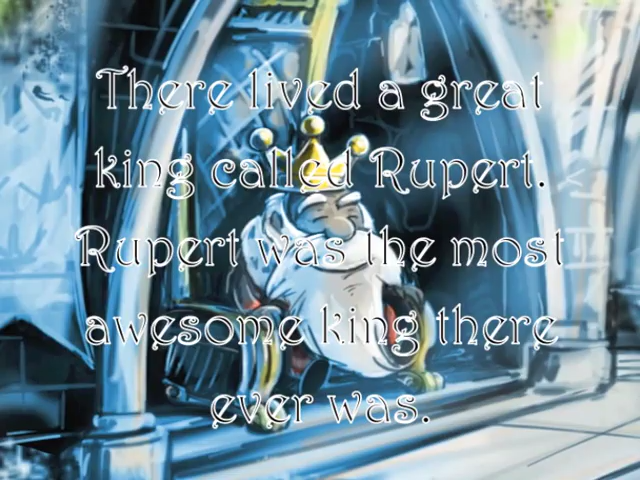 There lived a great
king called Rupert.
Rupert was the most
awesome king there
ever was.